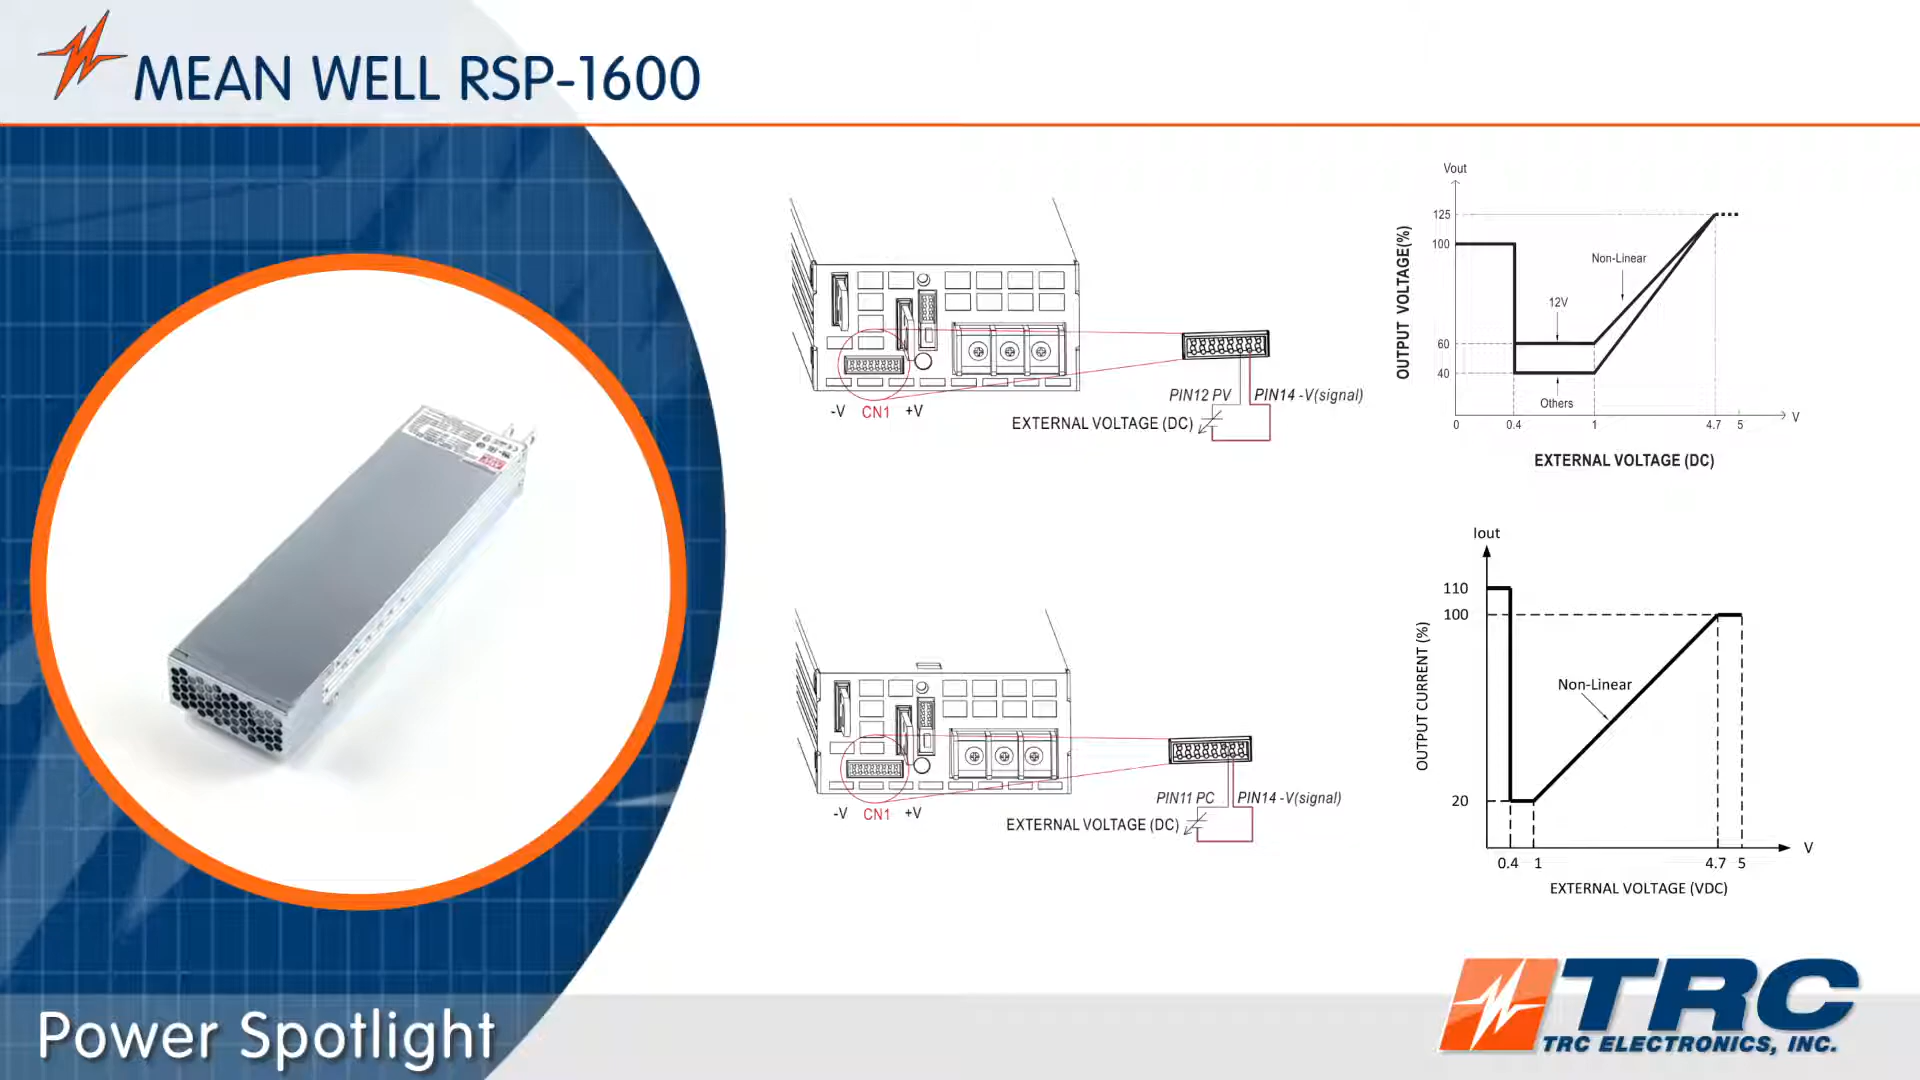 MEAN WELL RSP-1600
-V CN1 +V
PIN12 PV PIN14 -V(signal)
EXTERNAL VOLTAGE (DC)
Vout
OUTPUT VOLTAGE(%)
125
100
60
40
Non-Linear
12V
Others
0 0.4 1 4.7 5 V
EXTERNAL VOLTAGE (DC)
-V CN1 +V
PIN11 PC PIN14 -V(signal)
EXTERNAL VOLTAGE (DC)
Iout
OUTPUT CURRENT (%)
110
100
20
Non-Linear
0.4 1 4.7 5 V
EXTERNAL VOLTAGE (VDC)
Power Spotlight
TRC
TRC ELECTRONICS, INC.